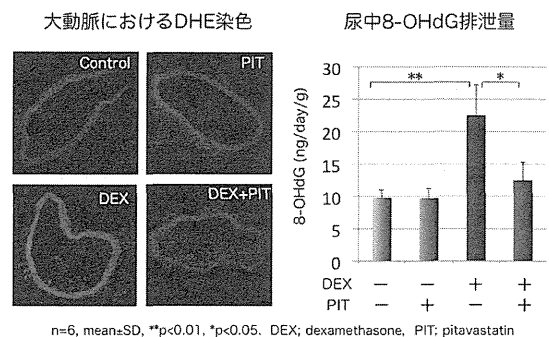 大動脈におけるDHE染色
Control
PIT
DEX
DEX+PIT
尿中8-OHdG排泄量
8-OHdG (ng/day/g)
30
25
20
15
10
5
0
** *
DEX − − + +
PIT − + − +
n=6, mean±SD, **p<0.01, *p<0.05、DEX; dexamethasone, PIT; pitavastatin